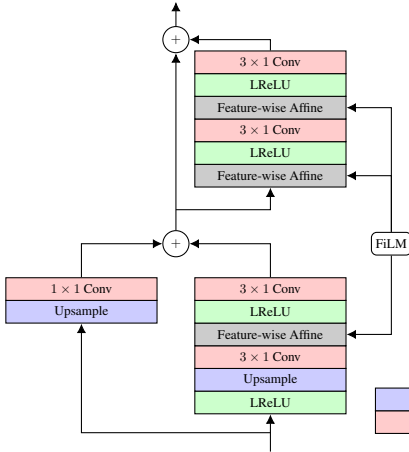 +
3 × 1 Conv
LReLU
Feature-wise Affine
3 × 1 Conv
LReLU
Feature-wise Affine
+
FiLM
1 × 1 Conv
Upsample
3 × 1 Conv
LReLU
Feature-wise Affine
3 × 1 Conv
Upsample
LReLU